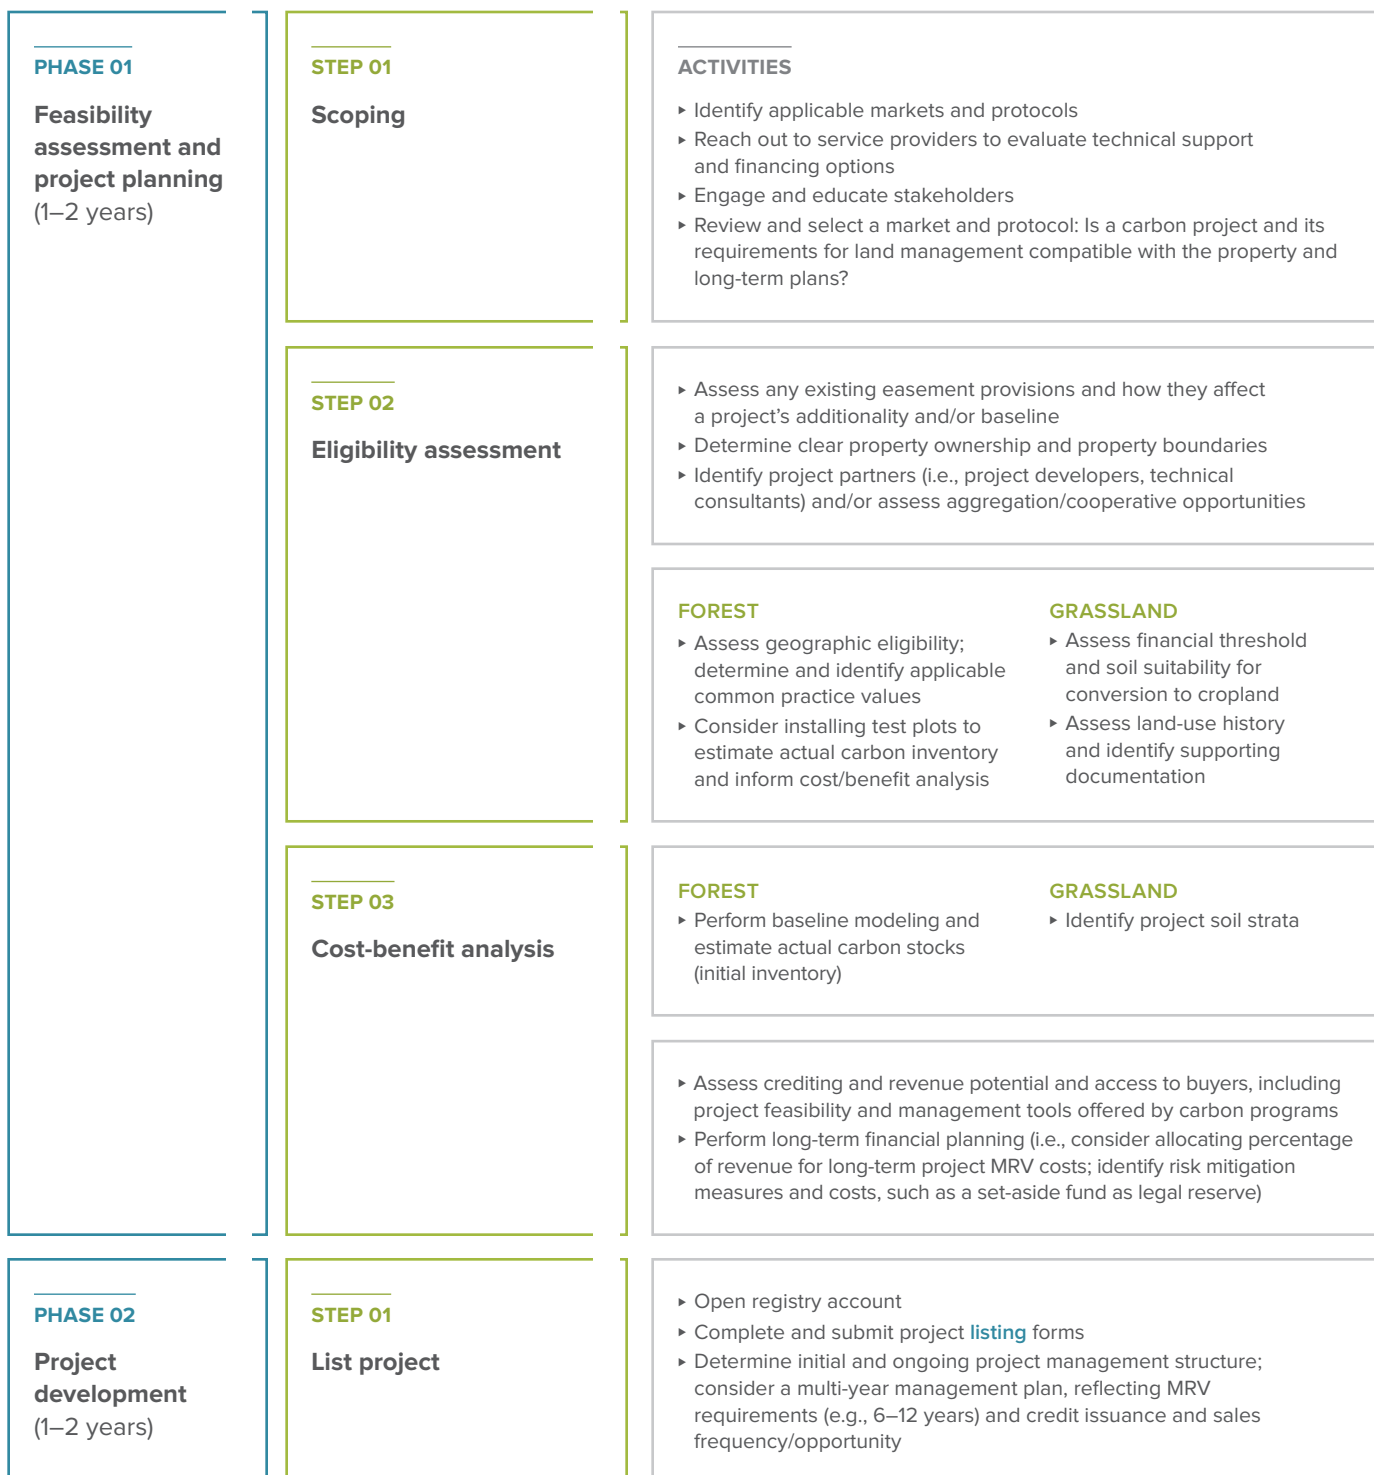 PHASE 01
Feasibility
assessment and
project planning
(1–2 years)
STEP 01
Scoping
ACTIVITIES
▸ Identify applicable markets and protocols
▸ Reach out to service providers to evaluate technical support
and financing options
▸ Engage and educate stakeholders
▸ Review and select a market and protocol: Is a carbon project and its
requirements for land management compatible with the property and
long-term plans?
STEP 02
Eligibility assessment
▸ Assess any existing easement provisions and how they affect
a project's additionality and/or baseline
▸ Determine clear property ownership and property boundaries
▸ Identify project partners (i.e., project developers, technical
consultants) and/or assess aggregation/cooperative opportunities
FOREST
▸ Assess geographic eligibility;
determine and identify applicable
common practice values
▸ Consider installing test plots to
estimate actual carbon inventory
and inform cost/benefit analysis
GRASSLAND
▸ Assess financial threshold
and soil suitability for
conversion to cropland
▸ Assess land-use history
and identify supporting
documentation
STEP 03
Cost-benefit analysis
FOREST
▸ Perform baseline modeling and
estimate actual carbon stocks
(initial inventory)
GRASSLAND
▸ Identify project soil strata
▸ Assess crediting and revenue potential and access to buyers, including
project feasibility and management tools offered by carbon programs
▸ Perform long-term financial planning (i.e., consider allocating percentage
of revenue for long-term project MRV costs; identify risk mitigation
measures and costs, such as a set-aside fund as legal reserve)
PHASE 02
Project
development
(1–2 years)
STEP 01
List project
▸ Open registry account
▸ Complete and submit project listing forms
▸ Determine initial and ongoing project management structure;
consider a multi-year management plan, reflecting MRV
requirements (e.g., 6–12 years) and credit issuance and sales
frequency/opportunity